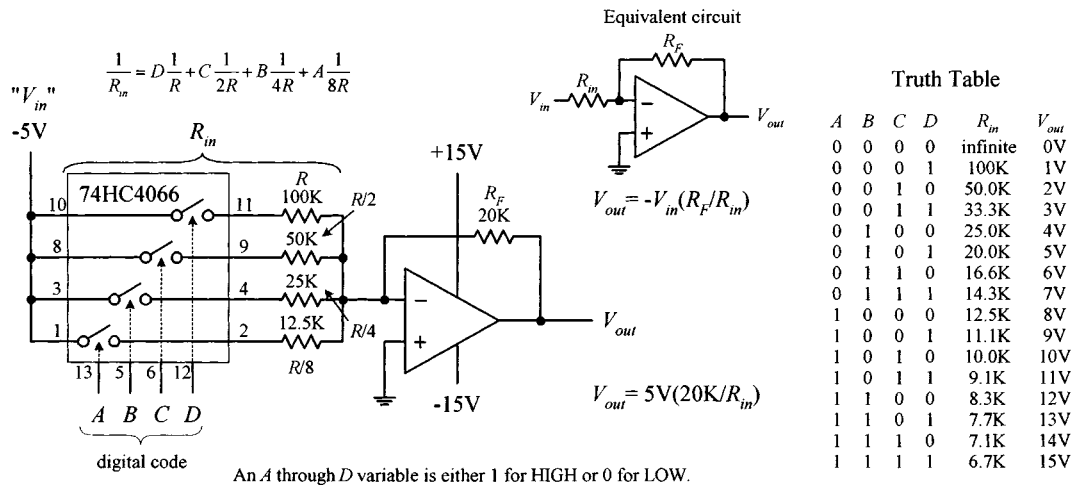 Equivalent circuit
R_F
R_in
V_in
−
+
V_out
V_out = -V_in(R_F/R_in)
1/R_in = D 1/R + C 1/2R + B 1/4R + A 1/8R
"V_in"
-5V
R_in
74HC4066
10
11
R
100K
R/2
8
9
50K
3
4
25K
R/4
1
2
12.5K
R/8
13
5
6
12
A B C D
digital code
+15V
R_F
20K
−
+
V_out
-15V
V_out = 5V(20K/R_in)
An A through D variable is either 1 for HIGH or 0 for LOW.
Truth Table
A B C D R_in V_out
0 0 0 0 infinite 0V
0 0 0 1 100K 1V
0 0 1 0 50.0K 2V
0 0 1 1 33.3K 3V
0 1 0 0 25.0K 4V
0 1 0 1 20.0K 5V
0 1 1 0 16.6K 6V
0 1 1 1 14.3K 7V
1 0 0 0 12.5K 8V
1 0 0 1 11.1K 9V
1 0 1 0 10.0K 10V
1 0 1 1 9.1K 11V
1 1 0 0 8.3K 12V
1 1 0 1 7.7K 13V
1 1 1 0 7.1K 14V
1 1 1 1 6.7K 15V